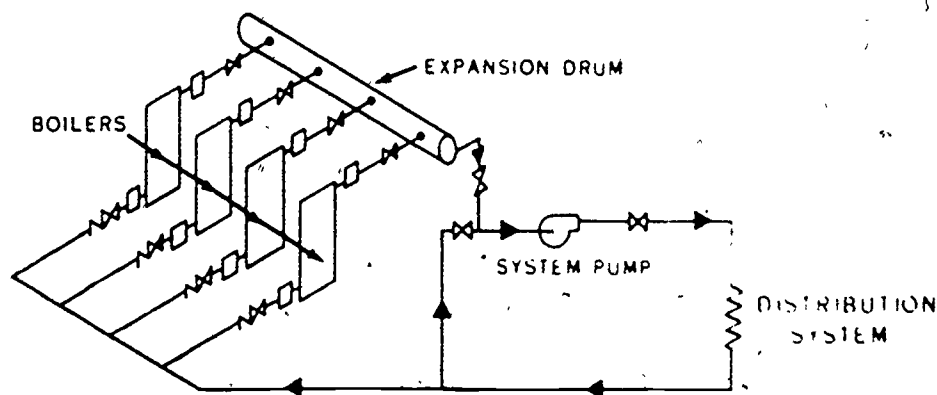 EXPANSION DRUM
BOILERS
SYSTEM PUMP
DISTRIBUTION
SYSTEM